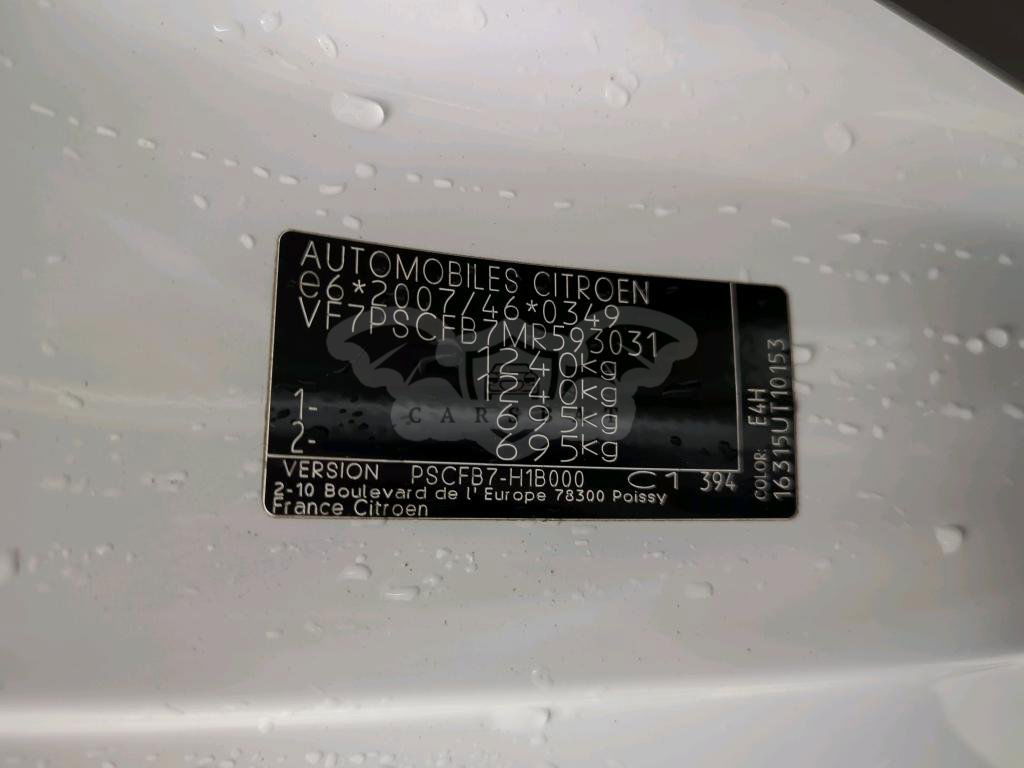 AUTOMOBILES CITROEN
e6*2007/46*0349
VF7PSCFB7MR593031
1240kg
1240kg
1- 695kg
2- 695kg
VERSION PSCFB7-H1B000 C1 394
2-10 Boulevard de l'Europe 78300 Poissy
France Citroen
COLOR: E4H
16315UT10153